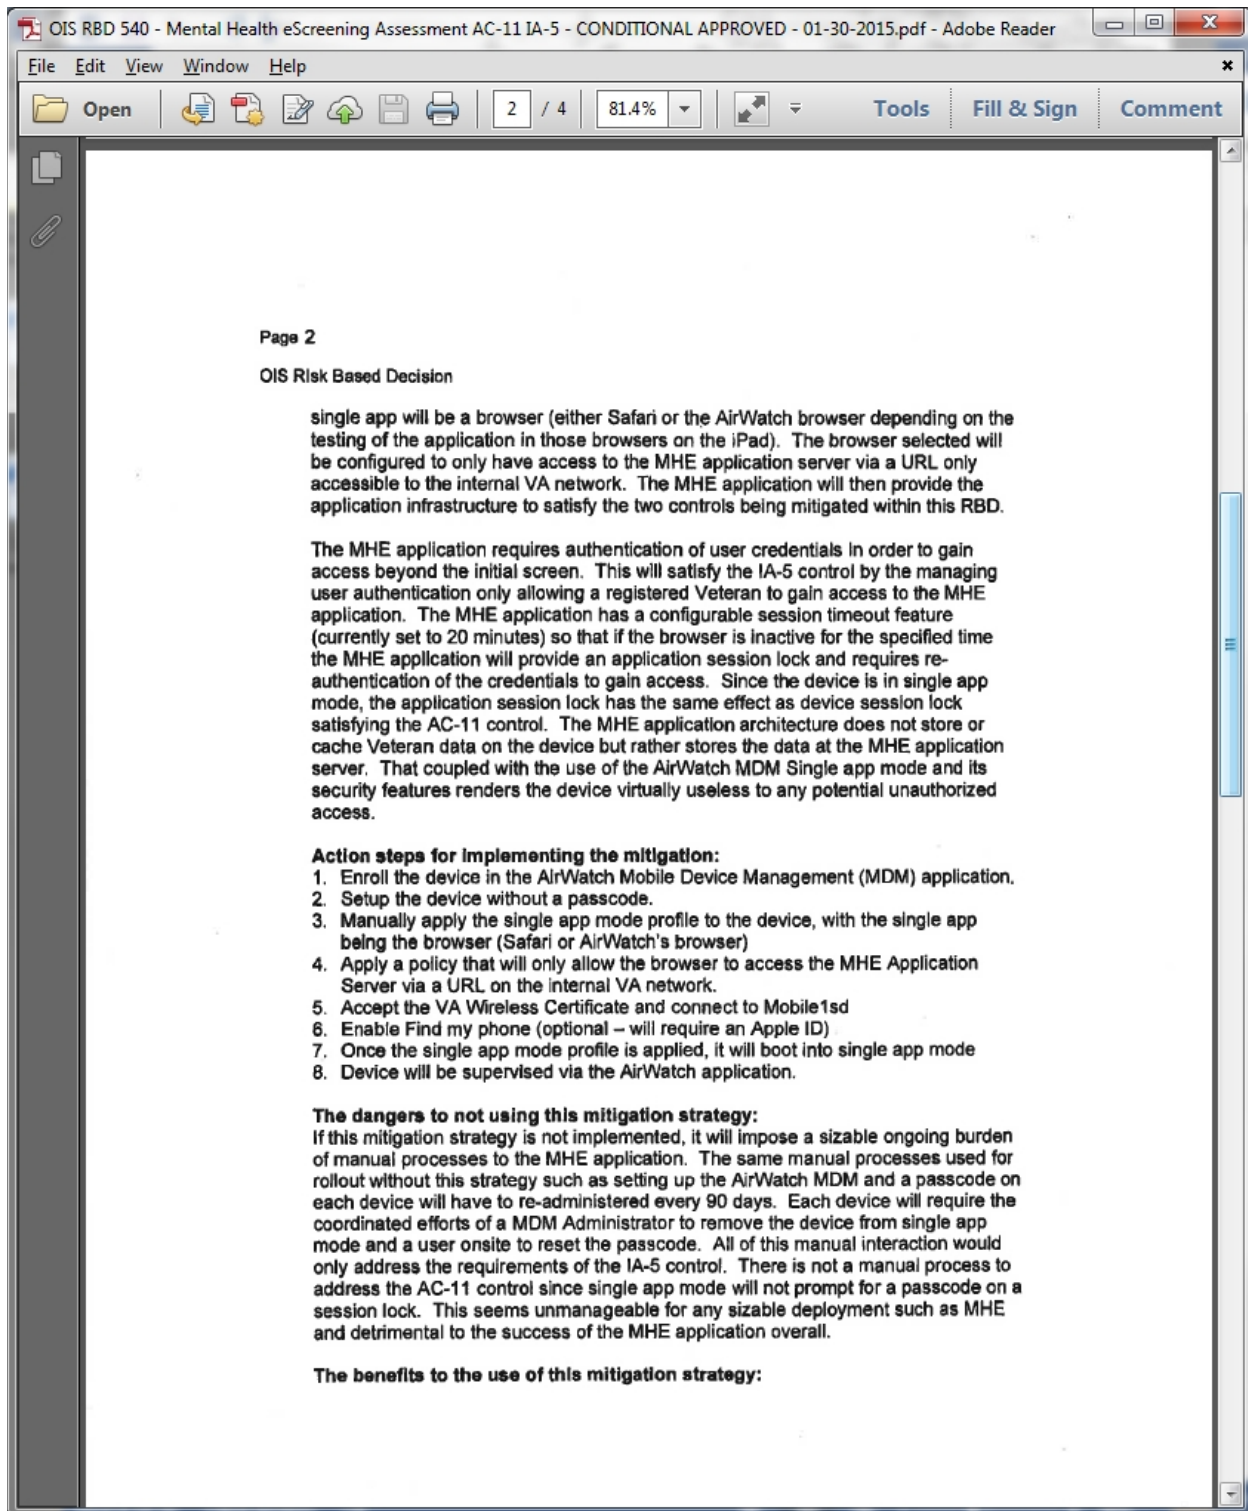 OIS RBD 540 - Mental Health eScreening Assessment AC-11 IA-5 - CONDITIONAL APPROVED - 01-30-2015.pdf - Adobe Reader
File Edit View Window Help
Open 2 / 4 81.4% Tools Fill & Sign Comment
Page 2
OIS Risk Based Decision
single app will be a browser (either Safari or the AirWatch browser depending on the
testing of the application in those browsers on the iPad). The browser selected will
be configured to only have access to the MHE application server via a URL only
accessible to the internal VA network. The MHE application will then provide the
application infrastructure to satisfy the two controls being mitigated within this RBD.
The MHE application requires authentication of user credentials in order to gain
access beyond the initial screen. This will satisfy the IA-5 control by the managing
user authentication only allowing a registered Veteran to gain access to the MHE
application. The MHE application has a configurable session timeout feature
(currently set to 20 minutes) so that if the browser is inactive for the specified time
the MHE application will provide an application session lock and requires re-
authentication of the credentials to gain access. Since the device is in single app
mode, the application session lock has the same effect as device session lock
satisfying the AC-11 control. The MHE application architecture does not store or
cache Veteran data on the device but rather stores the data at the MHE application
server. That coupled with the use of the AirWatch MDM Single app mode and its
security features renders the device virtually useless to any potential unauthorized
access.
Action steps for implementing the mitigation:
1. Enroll the device in the AirWatch Mobile Device Management (MDM) application.
2. Setup the device without a passcode.
3. Manually apply the single app mode profile to the device, with the single app
being the browser (Safari or AirWatch's browser)
4. Apply a policy that will only allow the browser to access the MHE Application
Server via a URL on the internal VA network.
5. Accept the VA Wireless Certificate and connect to Mobile1sd
6. Enable Find my phone (optional – will require an Apple ID)
7. Once the single app mode profile is applied, it will boot into single app mode
8. Device will be supervised via the AirWatch application.
The dangers to not using this mitigation strategy:
If this mitigation strategy is not implemented, it will impose a sizable ongoing burden
of manual processes to the MHE application. The same manual processes used for
rollout without this strategy such as setting up the AirWatch MDM and a passcode on
each device will have to re-administered every 90 days. Each device will require the
coordinated efforts of a MDM Administrator to remove the device from single app
mode and a user onsite to reset the passcode. All of this manual interaction would
only address the requirements of the IA-5 control. There is not a manual process to
address the AC-11 control since single app mode will not prompt for a passcode on a
session lock. This seems unmanageable for any sizable deployment such as MHE
and detrimental to the success of the MHE application overall.
The benefits to the use of this mitigation strategy: